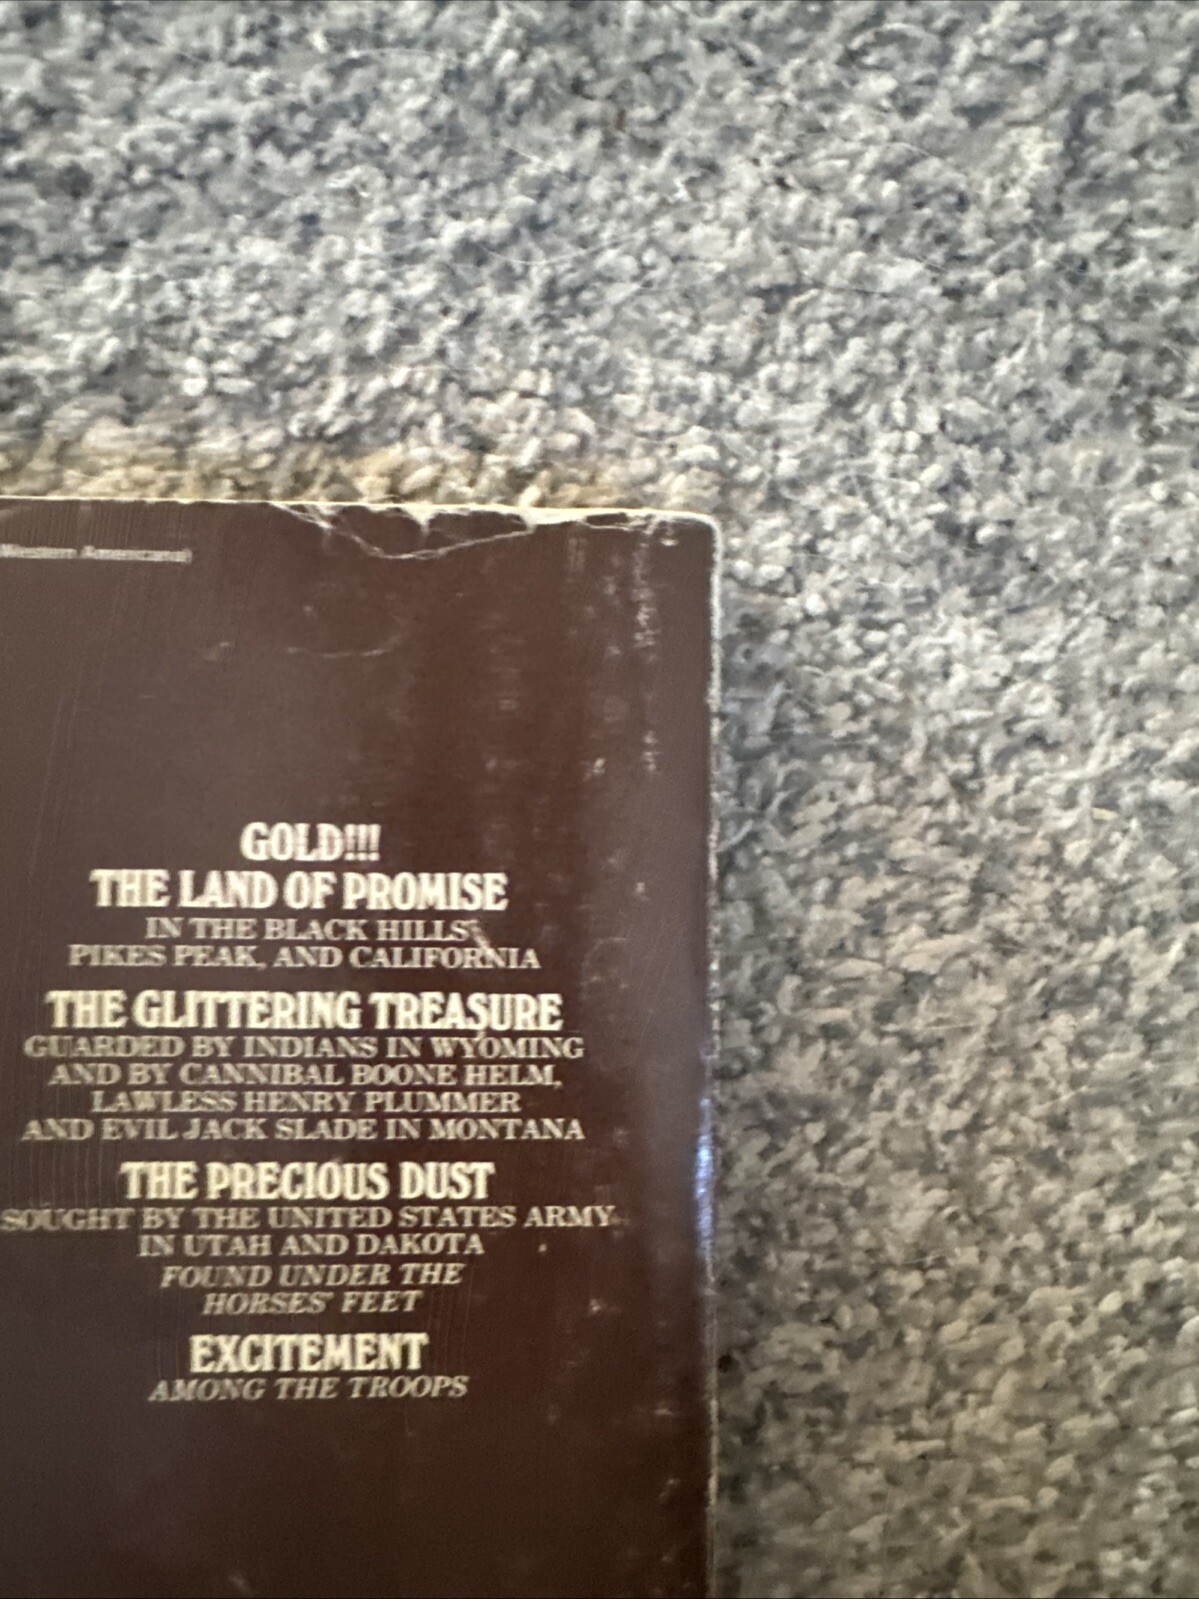 Western Americana)
GOLD!!!
THE LAND OF PROMISE
IN THE BLACK HILLS
PIKES PEAK, AND CALIFORNIA
THE GLITTERING TREASURE
GUARDED BY INDIANS IN WYOMING
AND BY CANNIBAL BOONE HELM,
LAWLESS HENRY PLUMMER
AND EVIL JACK SLADE IN MONTANA
THE PRECIOUS DUST
SOUGHT BY THE UNITED STATES ARMY
IN UTAH AND DAKOTA
FOUND UNDER THE
HORSES' FEET
EXCITEMENT
AMONG THE TROOPS